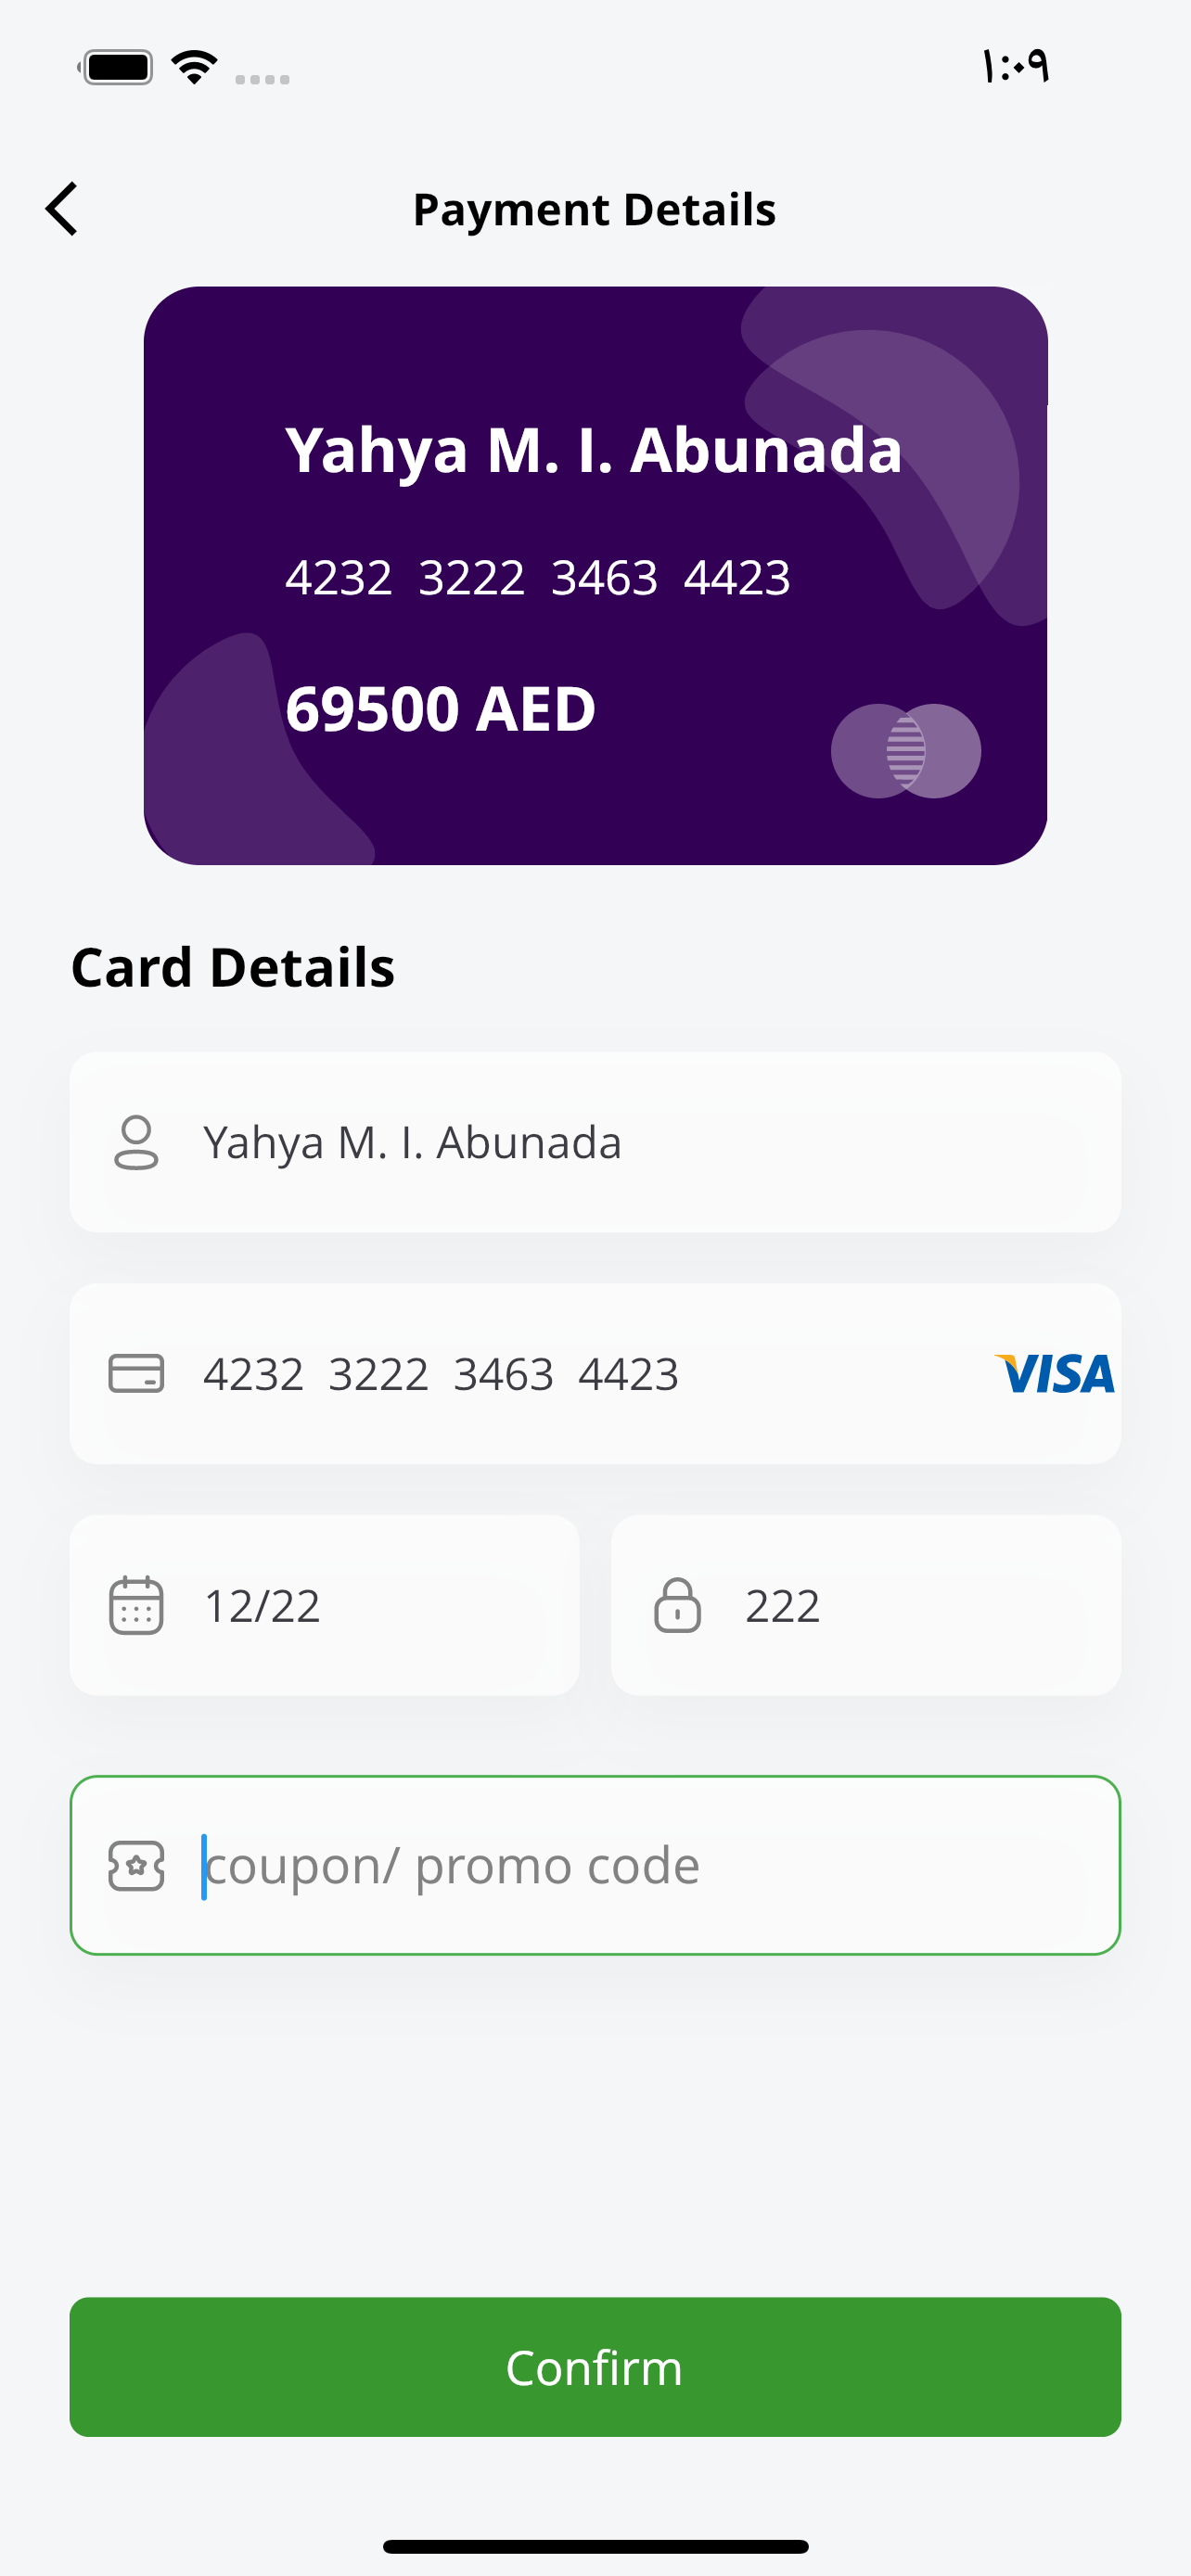 ١:٠٩
Payment Details
Yahya M. I. Abunada
4232 3222 3463 4423
69500 AED
Card Details
Yahya M. I. Abunada
4232 3222 3463 4423
VISA
12/22
222
coupon/ promo code
Confirm